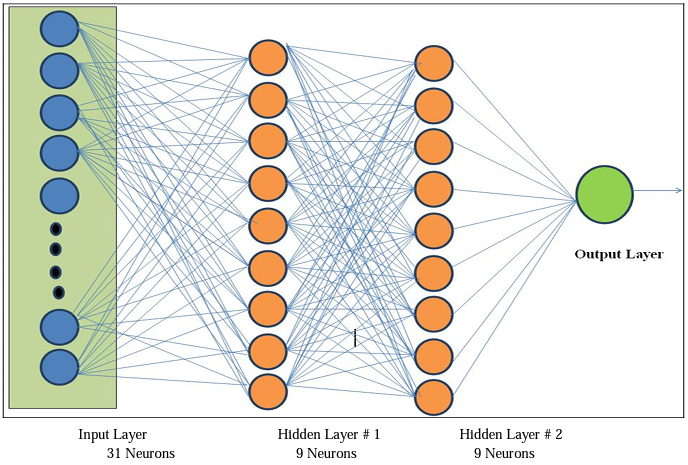 Output Layer
Input Layer
31 Neurons
Hidden Layer # 1
9 Neurons
Hidden Layer # 2
9 Neurons